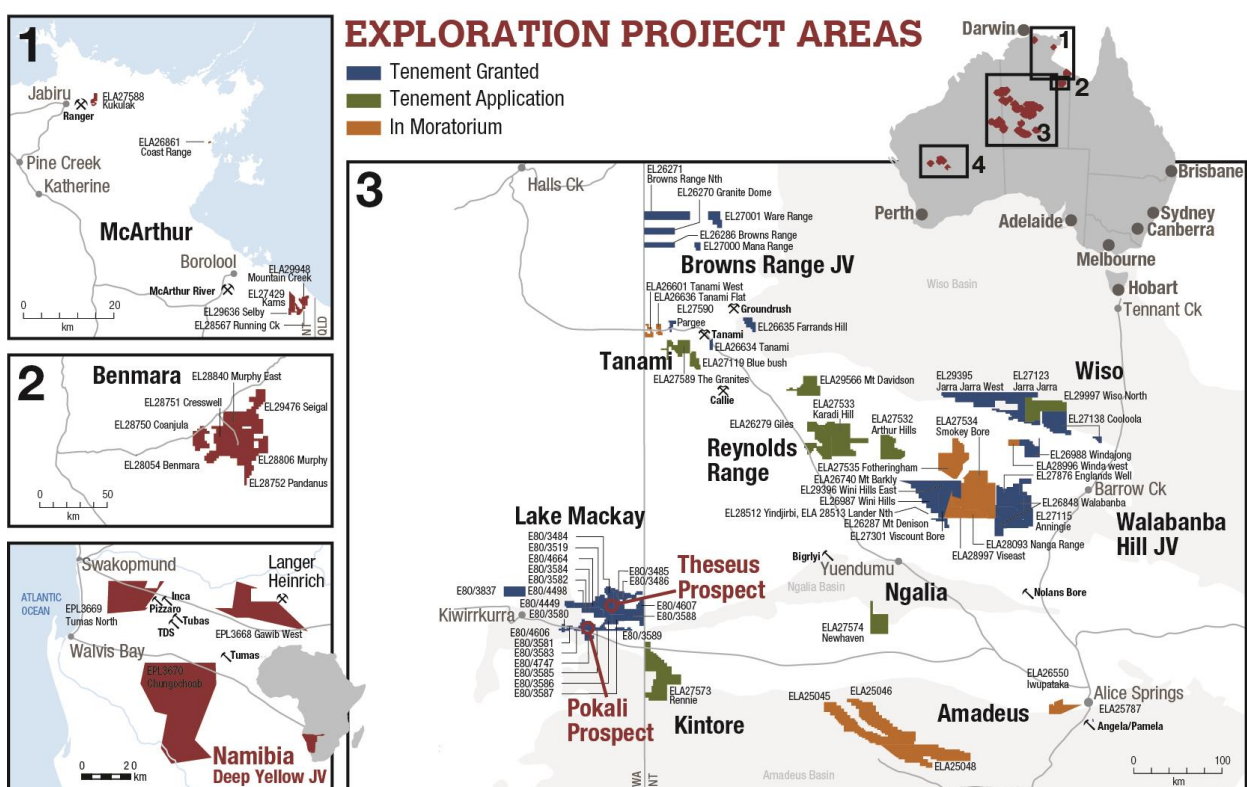 EXPLORATION PROJECT AREAS
Tenement Granted
Tenement Application
In Moratorium
1
Jabiru
ELA27588
Kukulak
Ranger
ELA26861
Coast Range
Pine Creek
Katherine
McArthur
Borolool
ELA29948
Mountain Creek
McArthur River
EL27429
Kams
EL29636 Selby
EL28567 Running Ck
0 20
km
NT
QLD
2
Benmara
EL28840 Murphy East
EL28751 Cresswell
EL29476 Seigal
EL28750 Coanjula
EL28054 Benmara
EL28806 Murphy
EL28752 Pandanus
0 50
km
Swakopmund
Langer
Heinrich
ATLANTIC
OCEAN
EPL3669
Tumas North
Inca
Pizzaro
Tubas
TDS
EPL3668 Gawib West
Walvis Bay
Tumas
EPL3670
Chungochoab
Namibia
Deep Yellow JV
0 20
km
Darwin
1
2
3
4
Brisbane
Perth
Adelaide
Sydney
Canberra
Melbourne
Hobart
3
Halls Ck
EL26271
Browns Range Nth
EL26270 Granite Dome
EL27001 Ware Range
EL26286 Browns Range
EL27000 Mana Range
Browns Range JV
Wiso Basin
Tennant Ck
ELA26601 Tanami West
ELA26636 Tanami Flat
EL27590
Pargee
Groundrush
EL26635 Farrands Hill
Tanami
ELA26634 Tanami
Tanami
ELA27119 Blue bush
ELA27589 The Granites
Callie
ELA29566 Mt Davidson
Wiso
EL29395
Jarra Jarra West
EL27123
Jarra Jarra
EL29997 Wiso North
EL27138 Cooloola
ELA27533
Karadi Hill
ELA26279 Giles
ELA27532
Arthur Hills
ELA27534
Smokey Bore
Reynolds
Range
EL26988 Windajong
ELA28996 Winda west
EL27876 Englands Well
ELA27535 Fotheringham
ELA26740 Mt Barkly
EL29396 Wini Hills East
EL26987 Wini Hills
EL28512 Yindjirbi, ELA 28513 Lander Nth
EL26287 Mt Denison
EL27301 Viscount Bore
Barrow Ck
EL26848 Walabanba
EL27115
Anningie
ELA28093 Nanga Range
ELA28997 Viseast
Walabanba
Hill JV
Lake Mackay
E80/3484
E80/3519
E80/4664
E80/3584
E80/3582
E80/4498
E80/3837
E80/4449
E80/3580
E80/3485
E80/3486
E80/4607
E80/3588
E80/3589
Theseus
Prospect
Kiwirrkurra
E80/4606
E80/3581
E80/3583
E80/4747
E80/3585
E80/3586
E80/3587
Pokali
Prospect
Bigrlyi
Yuendumu
Ngalia Basin
Ngalia
Nolans Bore
ELA27574
Newhaven
ELA27573
Rennie
Kintore
ELA25045
ELA25046
ELA25048
Amadeus
Amadeus Basin
ELA26550
Iwupataka
Alice Springs
ELA25787
Angela/Pamela
WA
NT
0 100
km